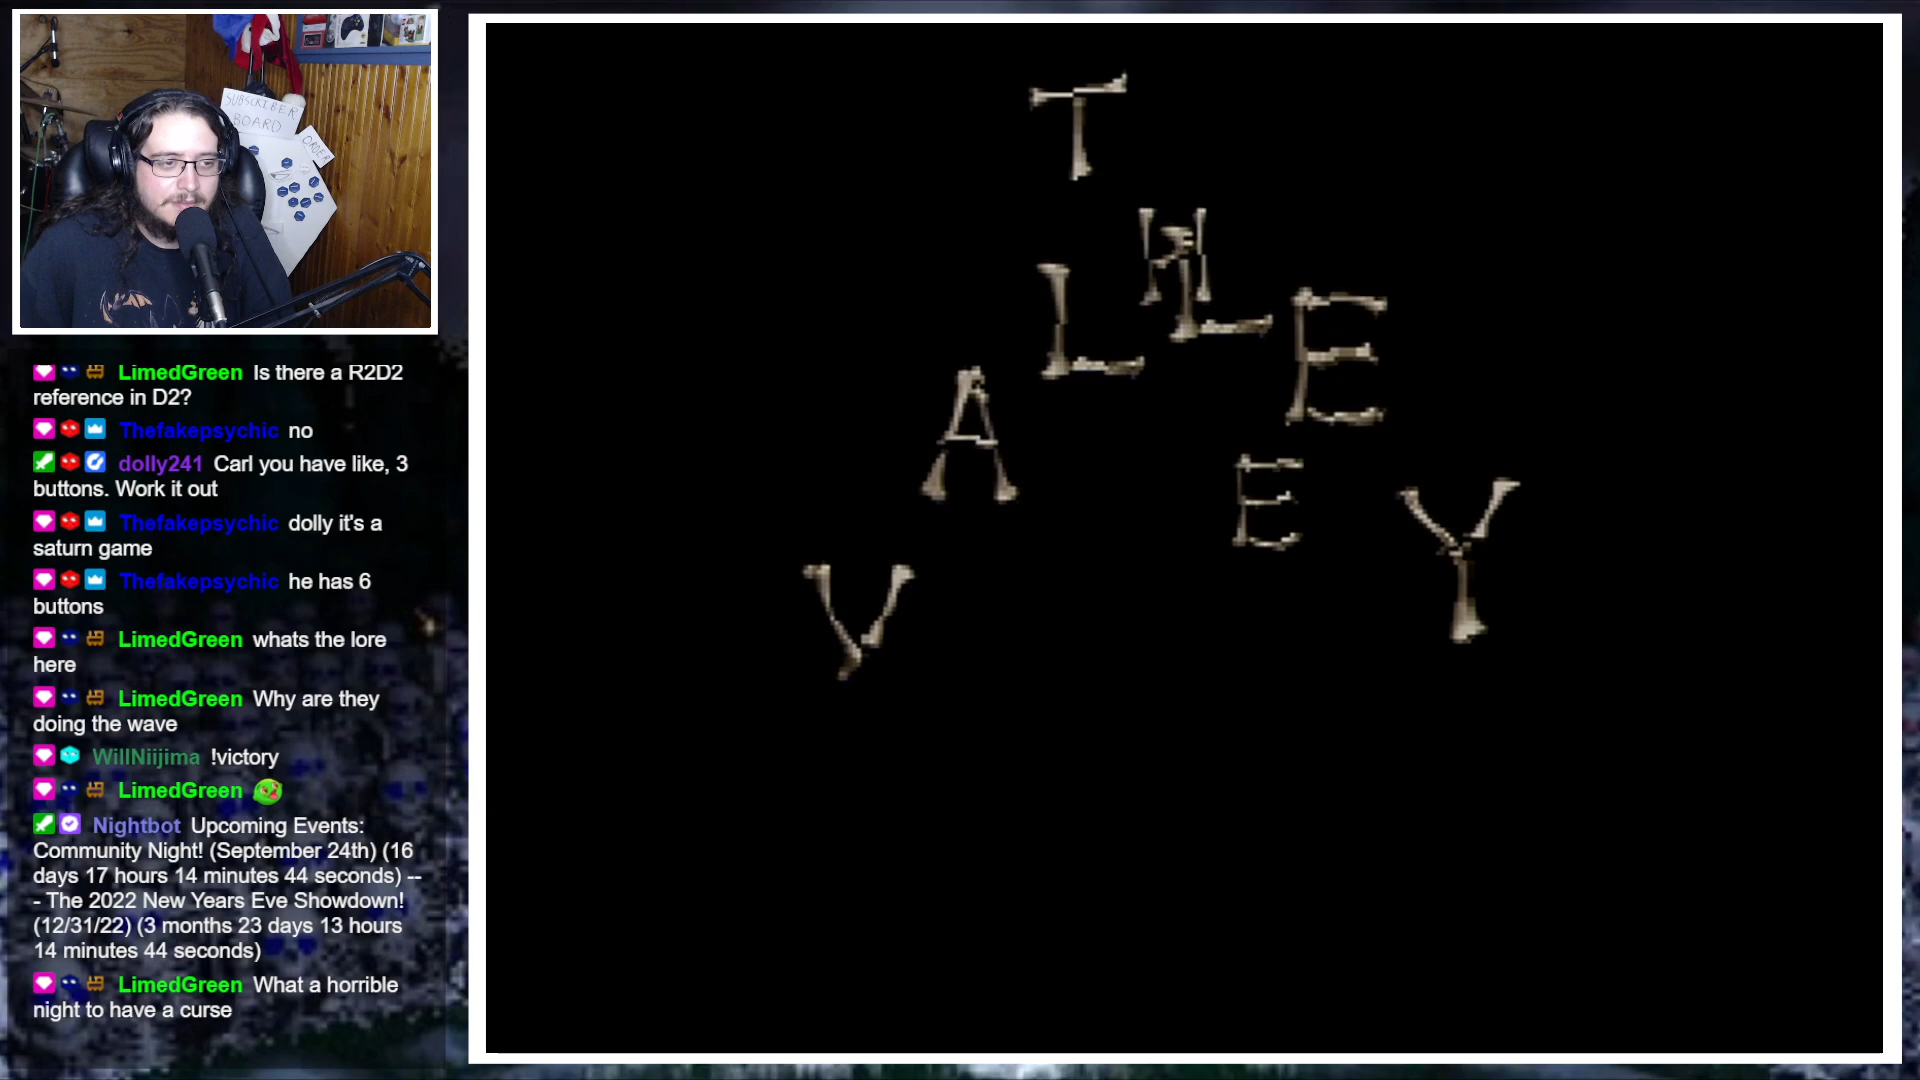 SUBSCRIBER
BOARD
ORDER
THE
VALLEY
LimedGreen Is there a R2D2
reference in D2?
Thefakepsychic no
dolly241 Carl you have like, 3
buttons. Work it out
Thefakepsychic dolly it's a
saturn game
Thefakepsychic he has 6
buttons
LimedGreen whats the lore
here
LimedGreen Why are they
doing the wave
WillNiijima !victory
LimedGreen
Nightbot Upcoming Events:
Community Night! (September 24th) (16
days 17 hours 14 minutes 44 seconds) --
- The 2022 New Years Eve Showdown!
(12/31/22) (3 months 23 days 13 hours
14 minutes 44 seconds)
LimedGreen What a horrible
night to have a curse